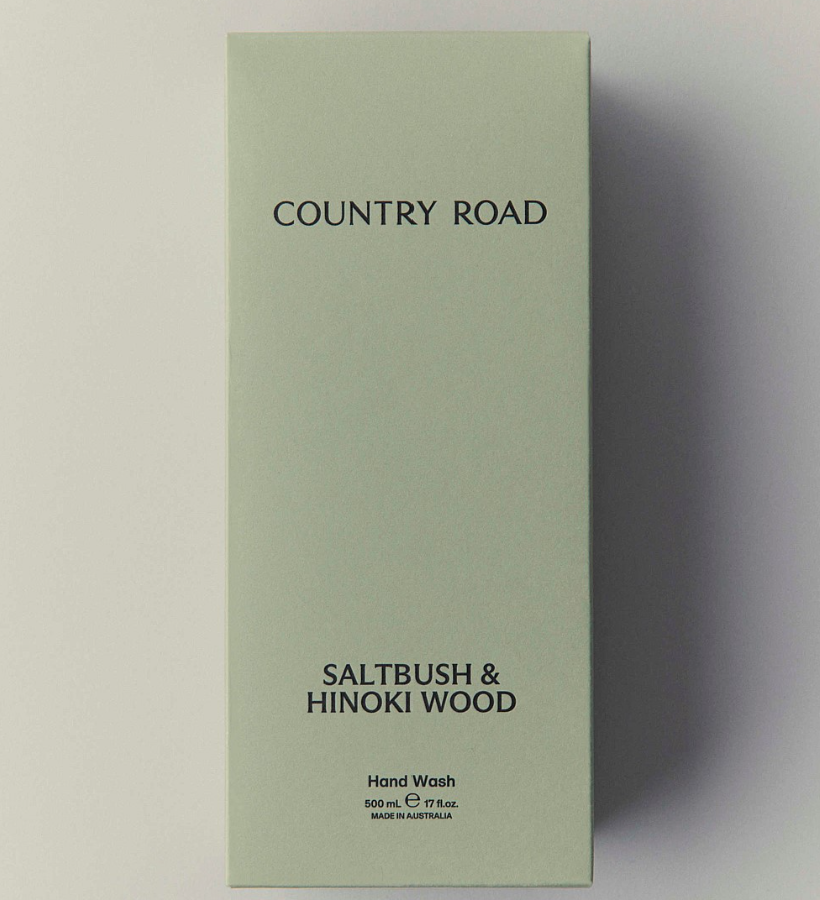 COUNTRY ROAD
SALTBUSH &
HINOKI WOOD
Hand Wash
500 mL ℮ 17 fl.oz.
MADE IN AUSTRALIA